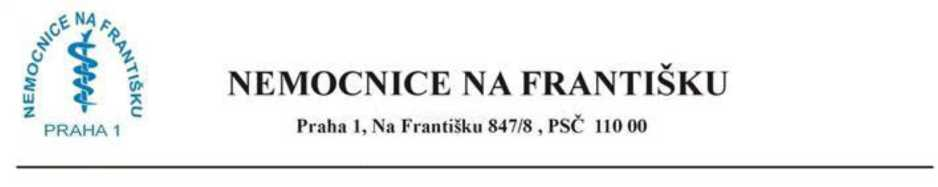 NEMOCNICE NA FRANTIŠKU
PRAHA 1
NEMOCNICE NA FRANTIŠKU
Praha 1, Na Františku 847/8 , PSČ 110 00